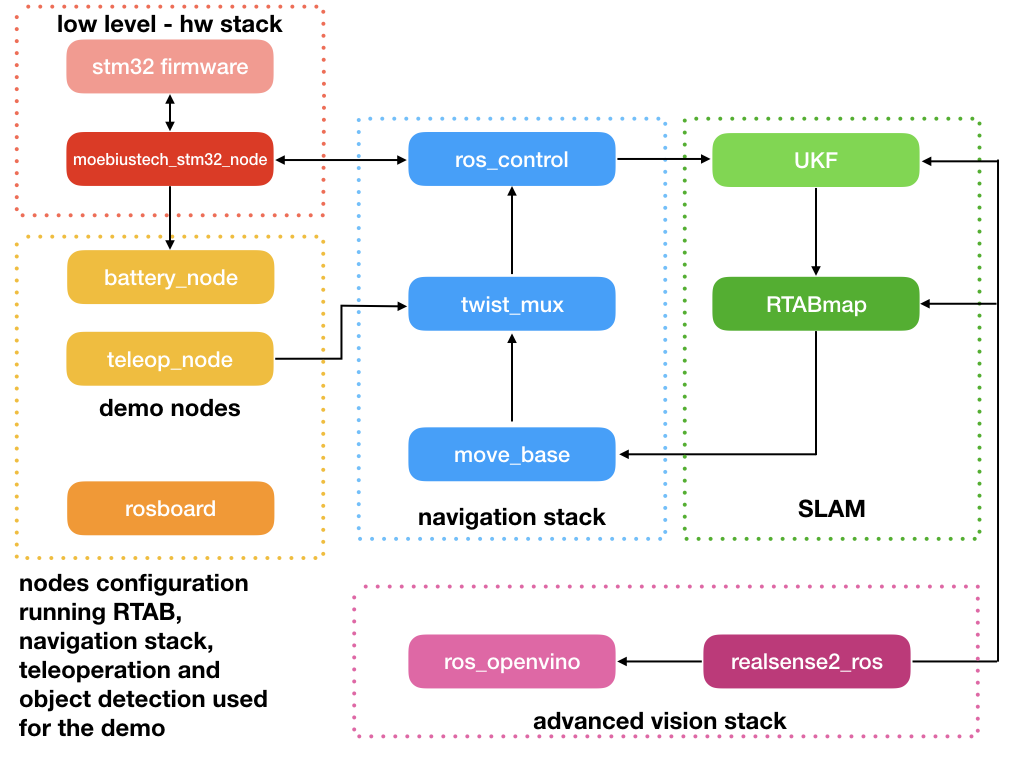 low level - hw stack
stm32 firmware
moebiustech_stm32_node
battery_node
teleop_node
demo nodes
rosboard
nodes configuration
running RTAB,
navigation stack,
teleoperation and
object detection used
for the demo
ros_control
twist_mux
move_base
navigation stack
UKF
RTABmap
SLAM
ros_openvino
realsense2_ros
advanced vision stack